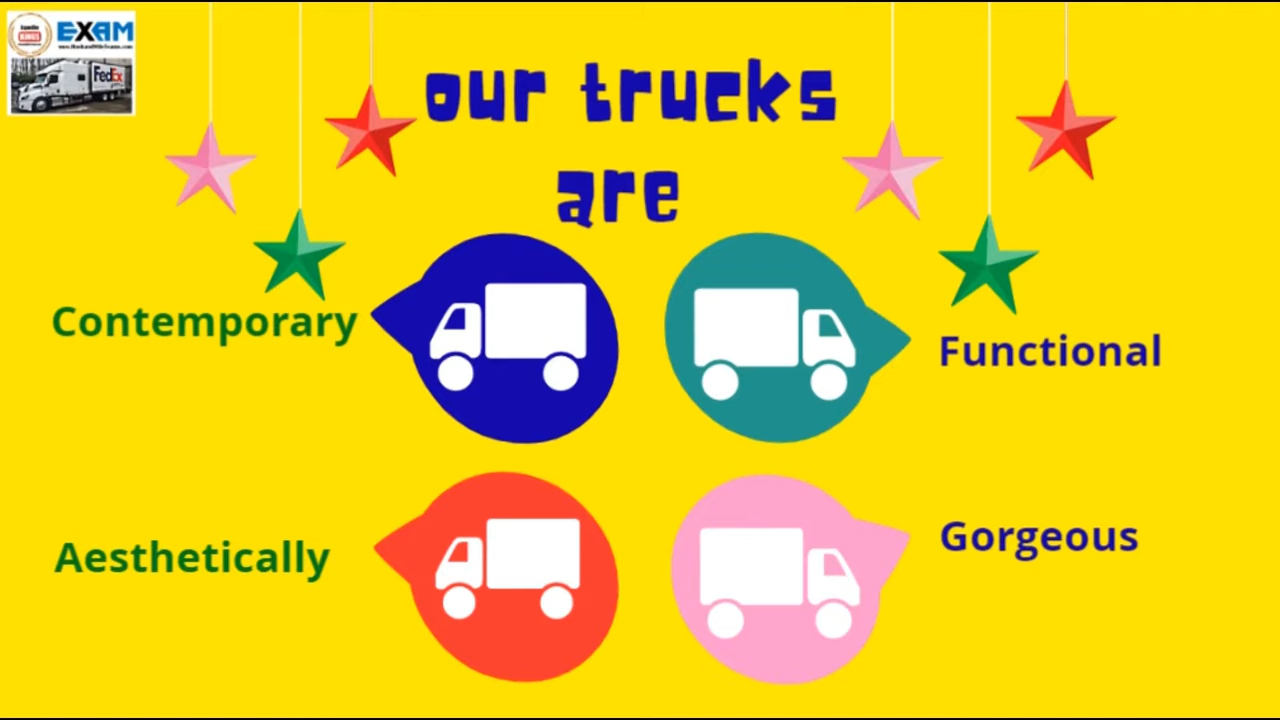 EXAM
FedEx
our trucks
are
Contemporary
Functional
Aesthetically
Gorgeous